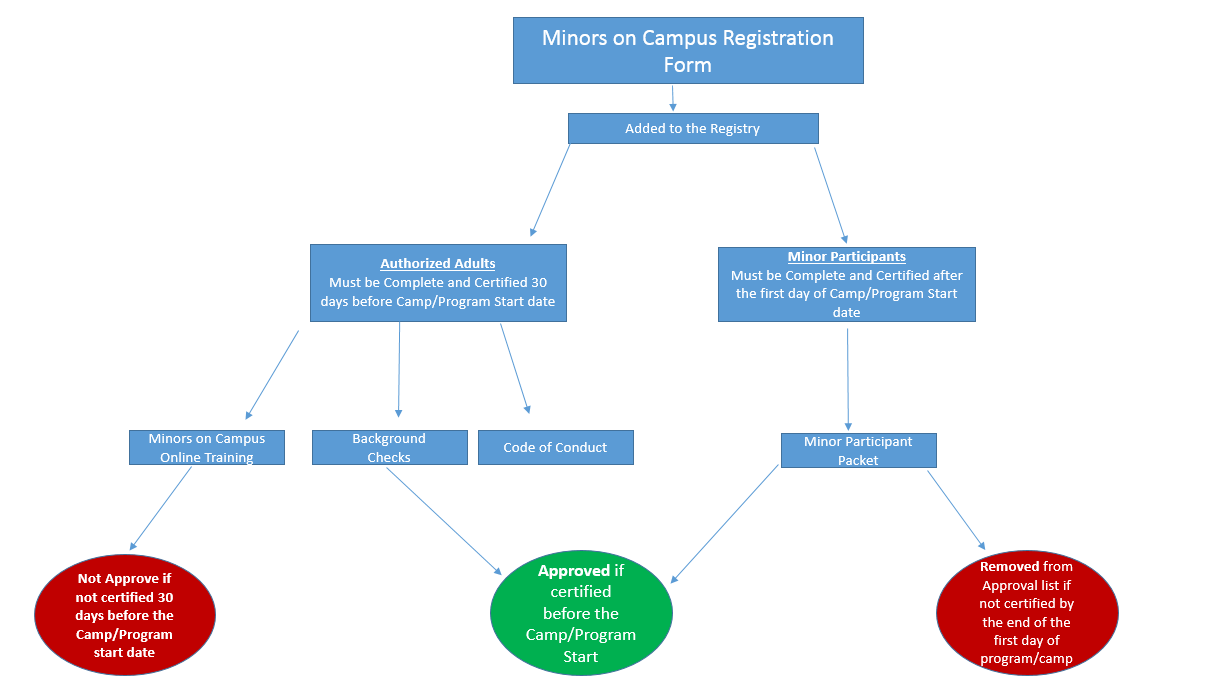 Minors on Campus Registration
Form
Added to the Registry
Authorized Adults
Must be Complete and Certified 30
days before Camp/Program Start date
Minor Participants
Must be Complete and Certified after
the first day of Camp/Program Start
date
Minors on Campus
Online Training
Background
Checks
Code of Conduct
Minor Participant
Packet
Not Approve if
not certified 30
days before the
Camp/Program
start date
Approved if
certified
before the
Camp/Program
Start
Removed from
Approval list if
not certified by
the end of the
first day of
program/camp